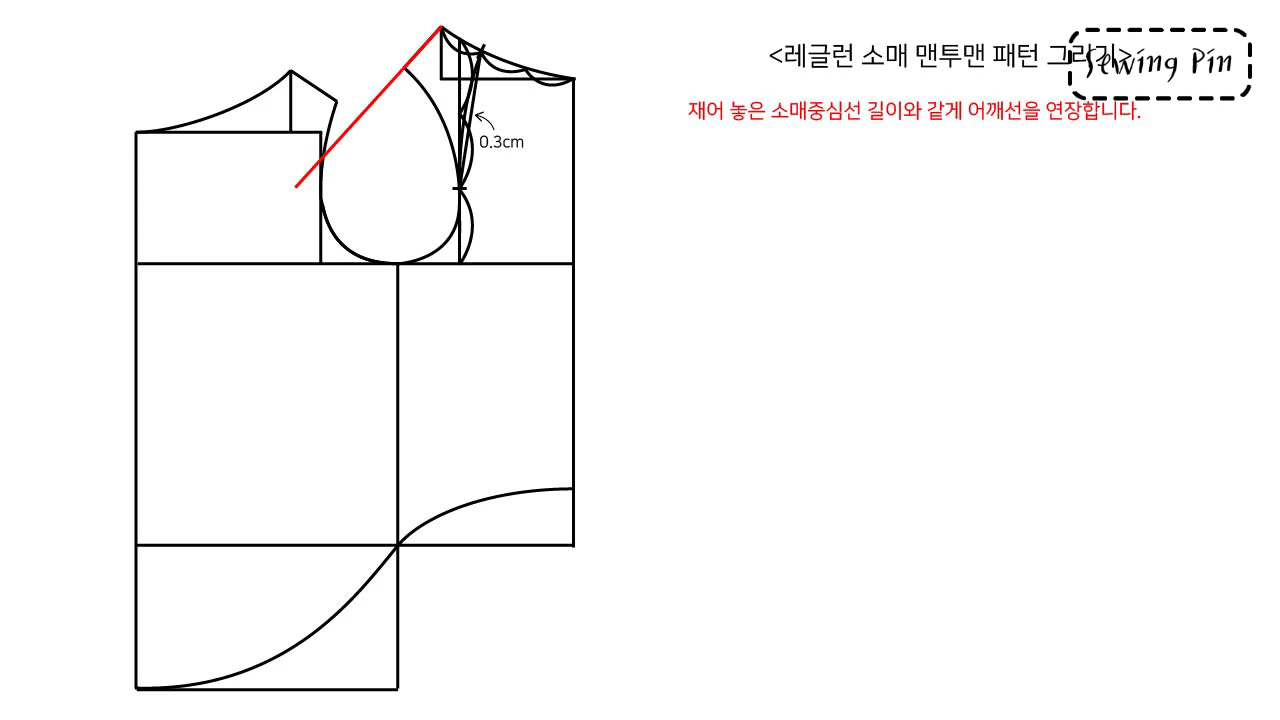 <레글런 소매 맨투맨 패턴 그리기>
Sewing Pin
재어 놓은 소매중심선 길이와 같게 어깨선을 연장합니다.
0.3cm